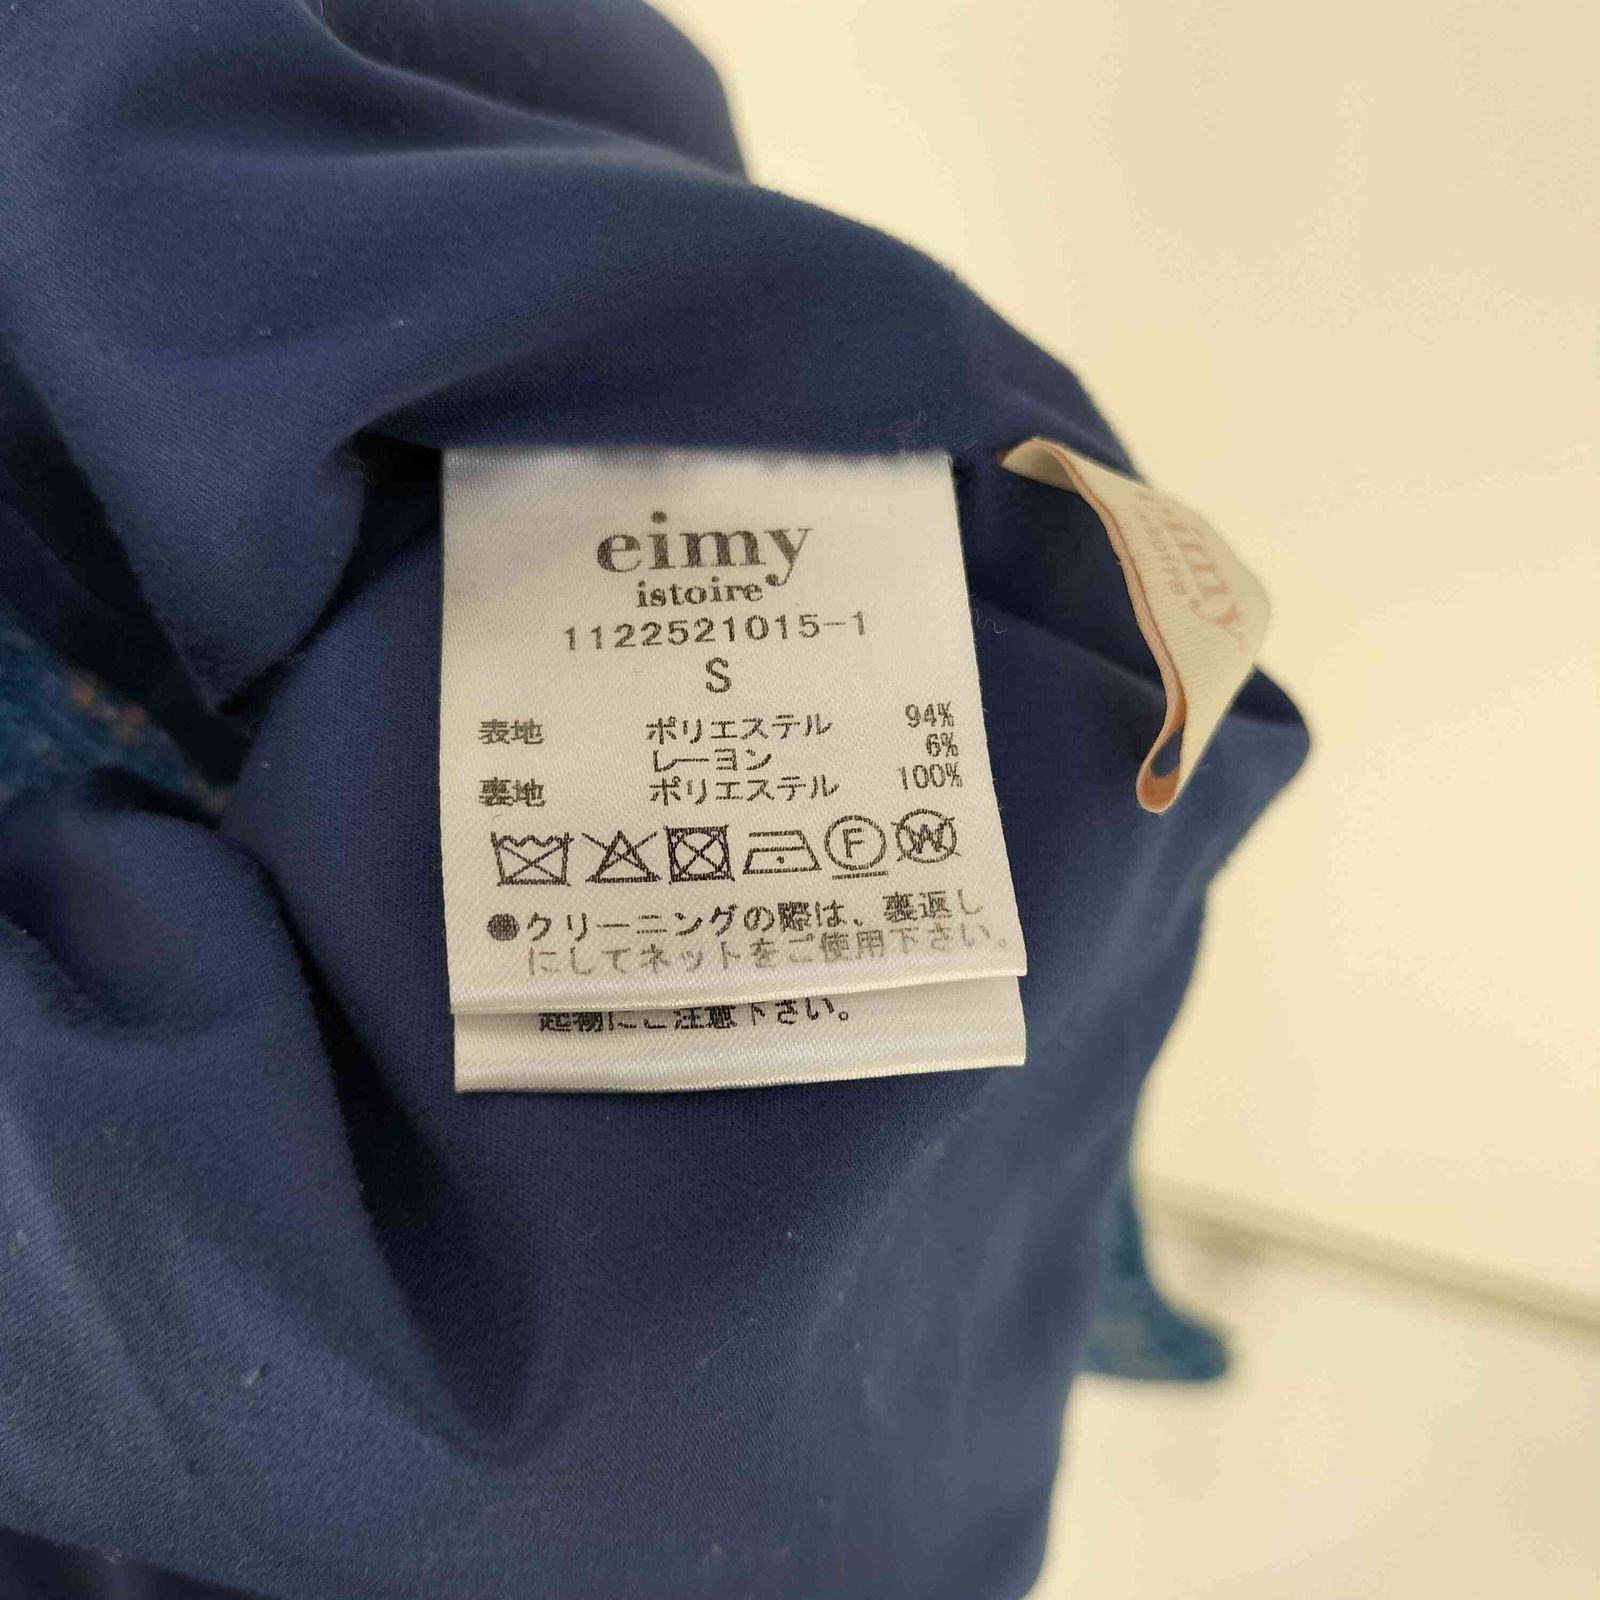 eimy
istoire
1122521015-1
S
表地 ポリエステル 94%
レーヨン 6%
裏地 ポリエステル 100%
F W
●クリーニングの際は、裏返し
にしてネットをご使用下さい。
起物にご注意下さい。
eimy
istoire